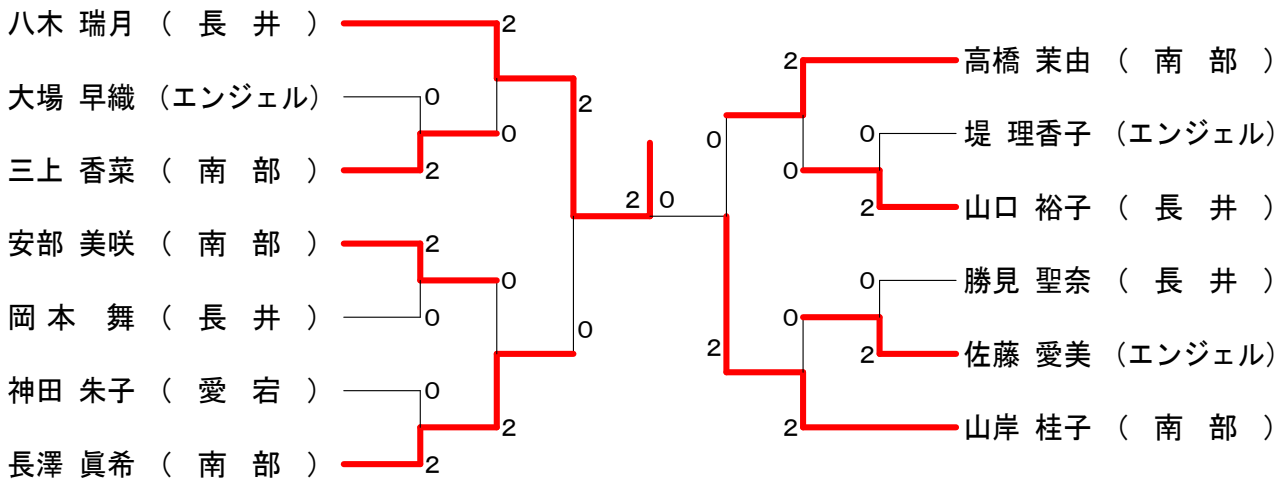 八木 瑞月 （ 長 井 ）
大場 早織 （エンジェル）
三上 香菜 （ 南 部 ）
安部 美咲 （ 南 部 ）
岡 本 舞 （ 長 井 ）
神田 朱子 （ 愛 宕 ）
長澤 眞希 （ 南 部 ）
2
0
2
0
2
0
0
2
0
2
2
0
2 0
0
2
2
0
0
2
0
0
2
2
高橋 茉由 （ 南 部 ）
堤 理香子 （エンジェル）
山口 裕子 （ 長 井 ）
勝見 聖奈 （ 長 井 ）
佐藤 愛美 （エンジェル）
山岸 桂子 （ 南 部 ）